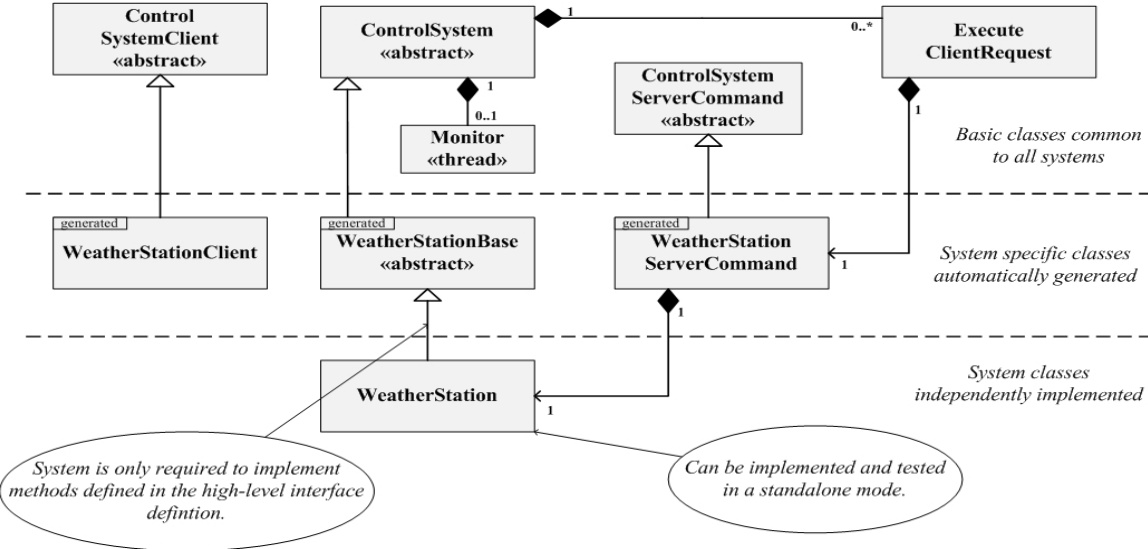 Control
SystemClient
«abstract»
ControlSystem
«abstract»
1
0..*
Execute
ClientRequest
1
0..1
Monitor
«thread»
ControlSystem
ServerCommand
«abstract»
1
Basic classes common
to all systems
generated
WeatherStationClient
generated
WeatherStationBase
«abstract»
generated
WeatherStation
ServerCommand
1
System specific classes
automatically generated
1
WeatherStation
1
System classes
independently implemented
System is only required to implement
methods defined in the high-level interface
defintion.
Can be implemented and tested
in a standalone mode.